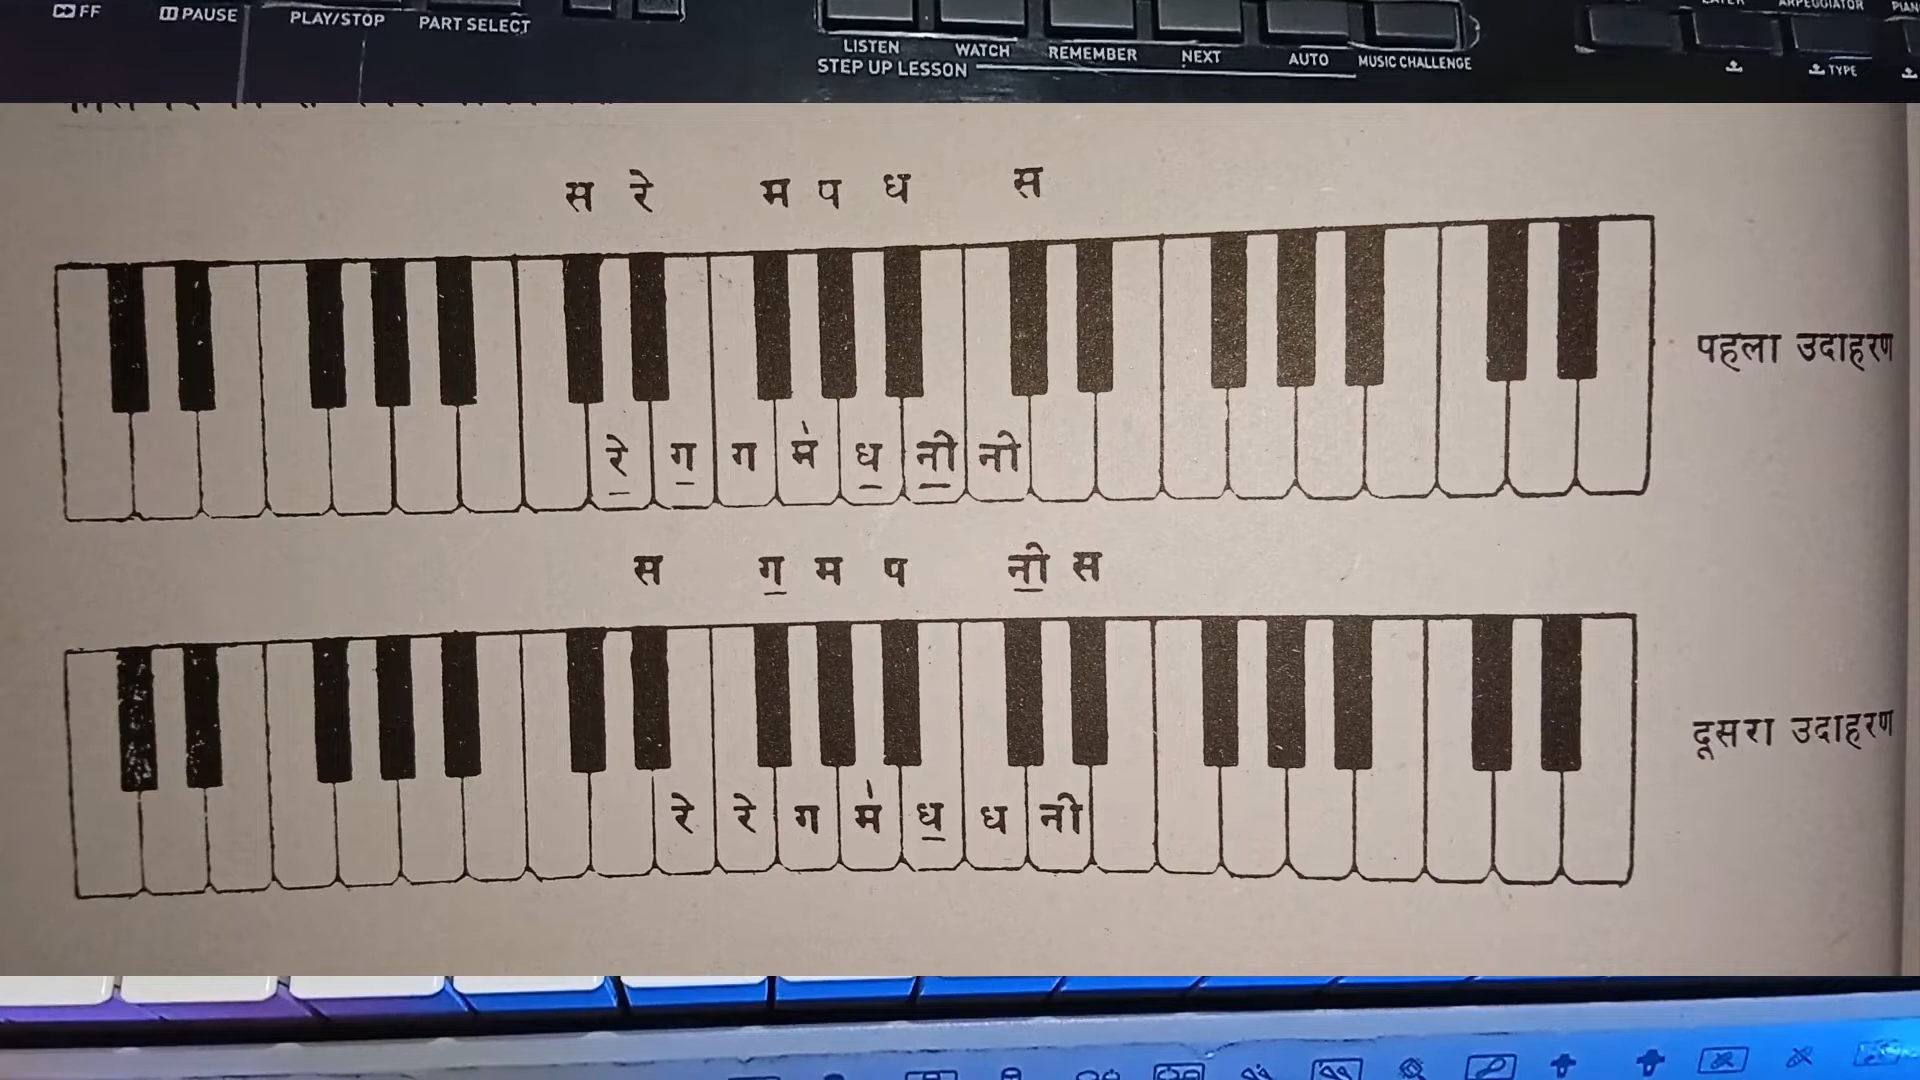 FF PAUSE PLAY/STOP PART SELECT
LISTEN WATCH REMEMBER NEXT AUTO MUSIC CHALLENGE
STEP UP LESSON
ARPEGGIATOR
TYPE
स रे म प ध स
पहला उदाहरण
रे॒ ग॒ ग म॑ ध॒ नी॒ नी
स ग॒ म प नी॒ स
दूसरा उदाहरण
रे रे ग म॑ ध॒ ध नी